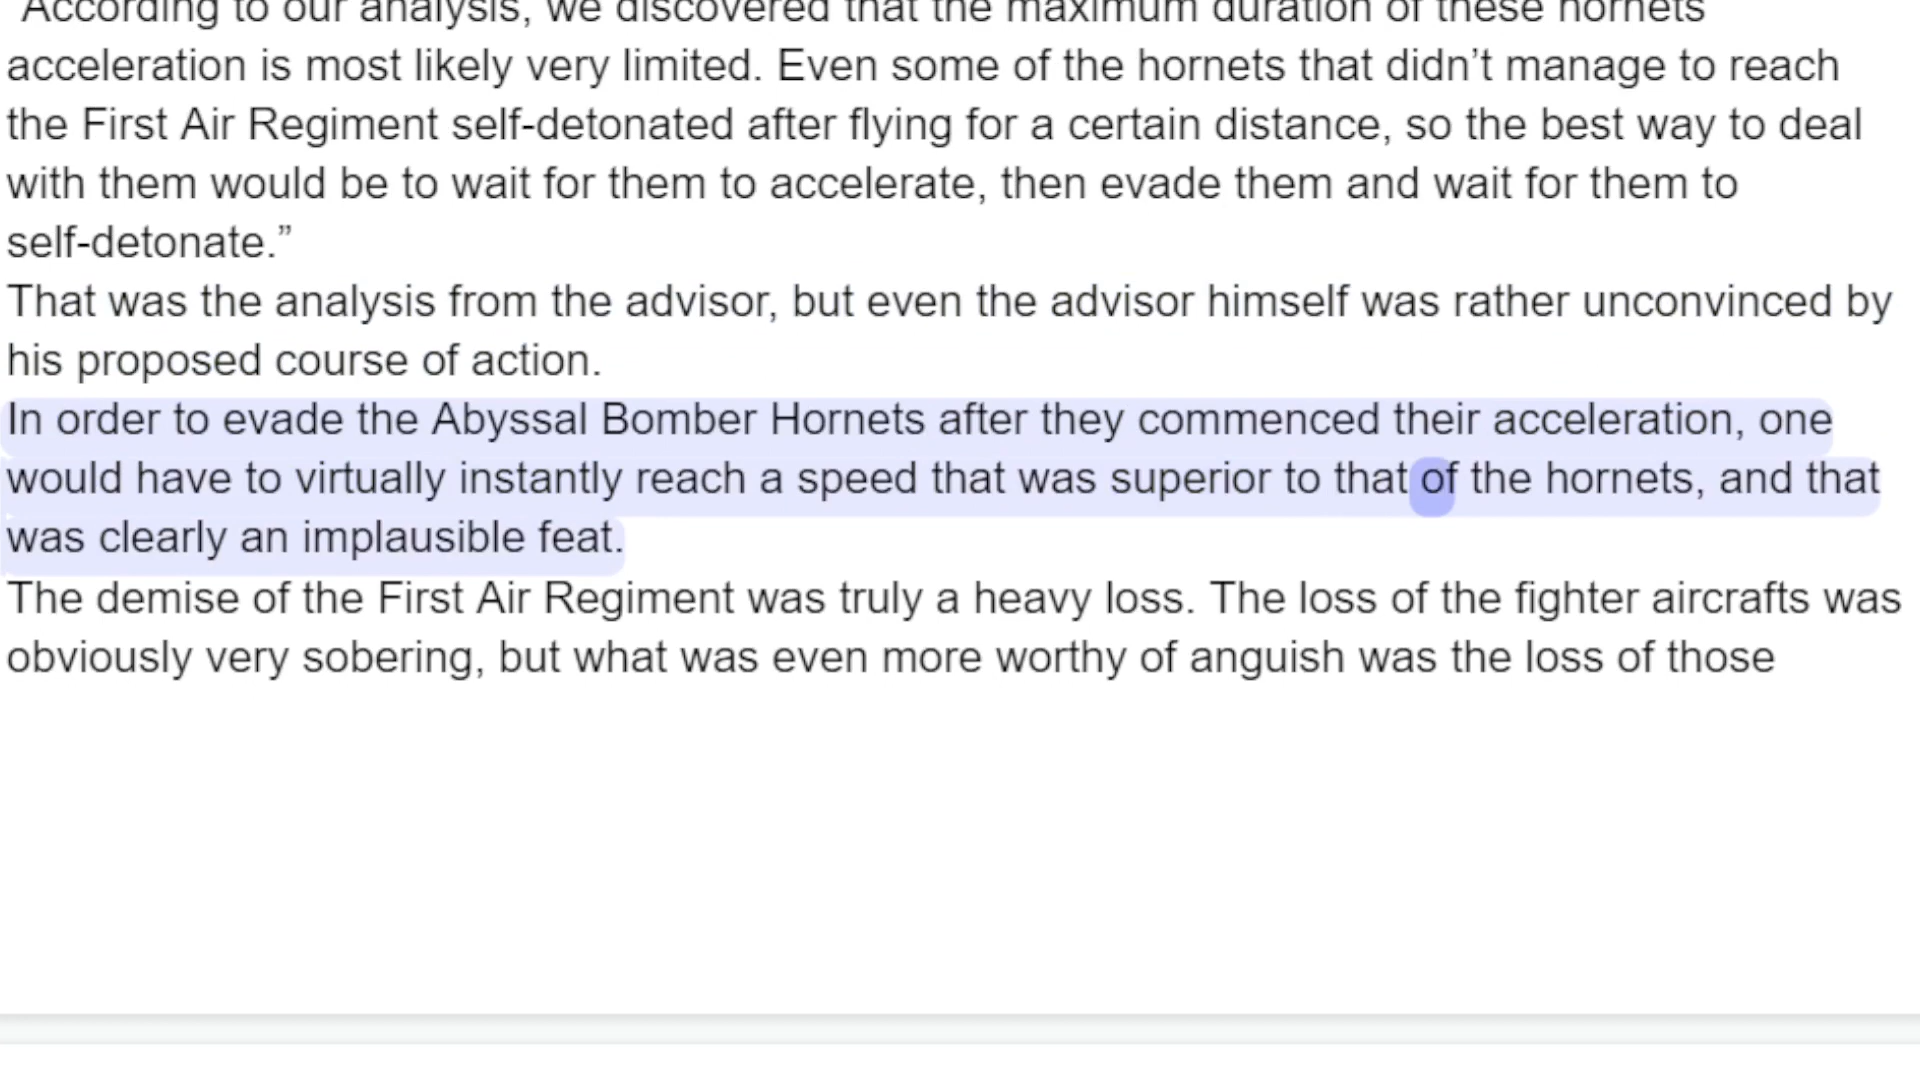 According to our analysis, we discovered that the maximum duration of these hornets
acceleration is most likely very limited. Even some of the hornets that didn’t manage to reach
the First Air Regiment self-detonated after flying for a certain distance, so the best way to deal
with them would be to wait for them to accelerate, then evade them and wait for them to
self-detonate.”
That was the analysis from the advisor, but even the advisor himself was rather unconvinced by
his proposed course of action.
In order to evade the Abyssal Bomber Hornets after they commenced their acceleration, one
would have to virtually instantly reach a speed that was superior to that of the hornets, and that
was clearly an implausible feat.
The demise of the First Air Regiment was truly a heavy loss. The loss of the fighter aircrafts was
obviously very sobering, but what was even more worthy of anguish was the loss of those